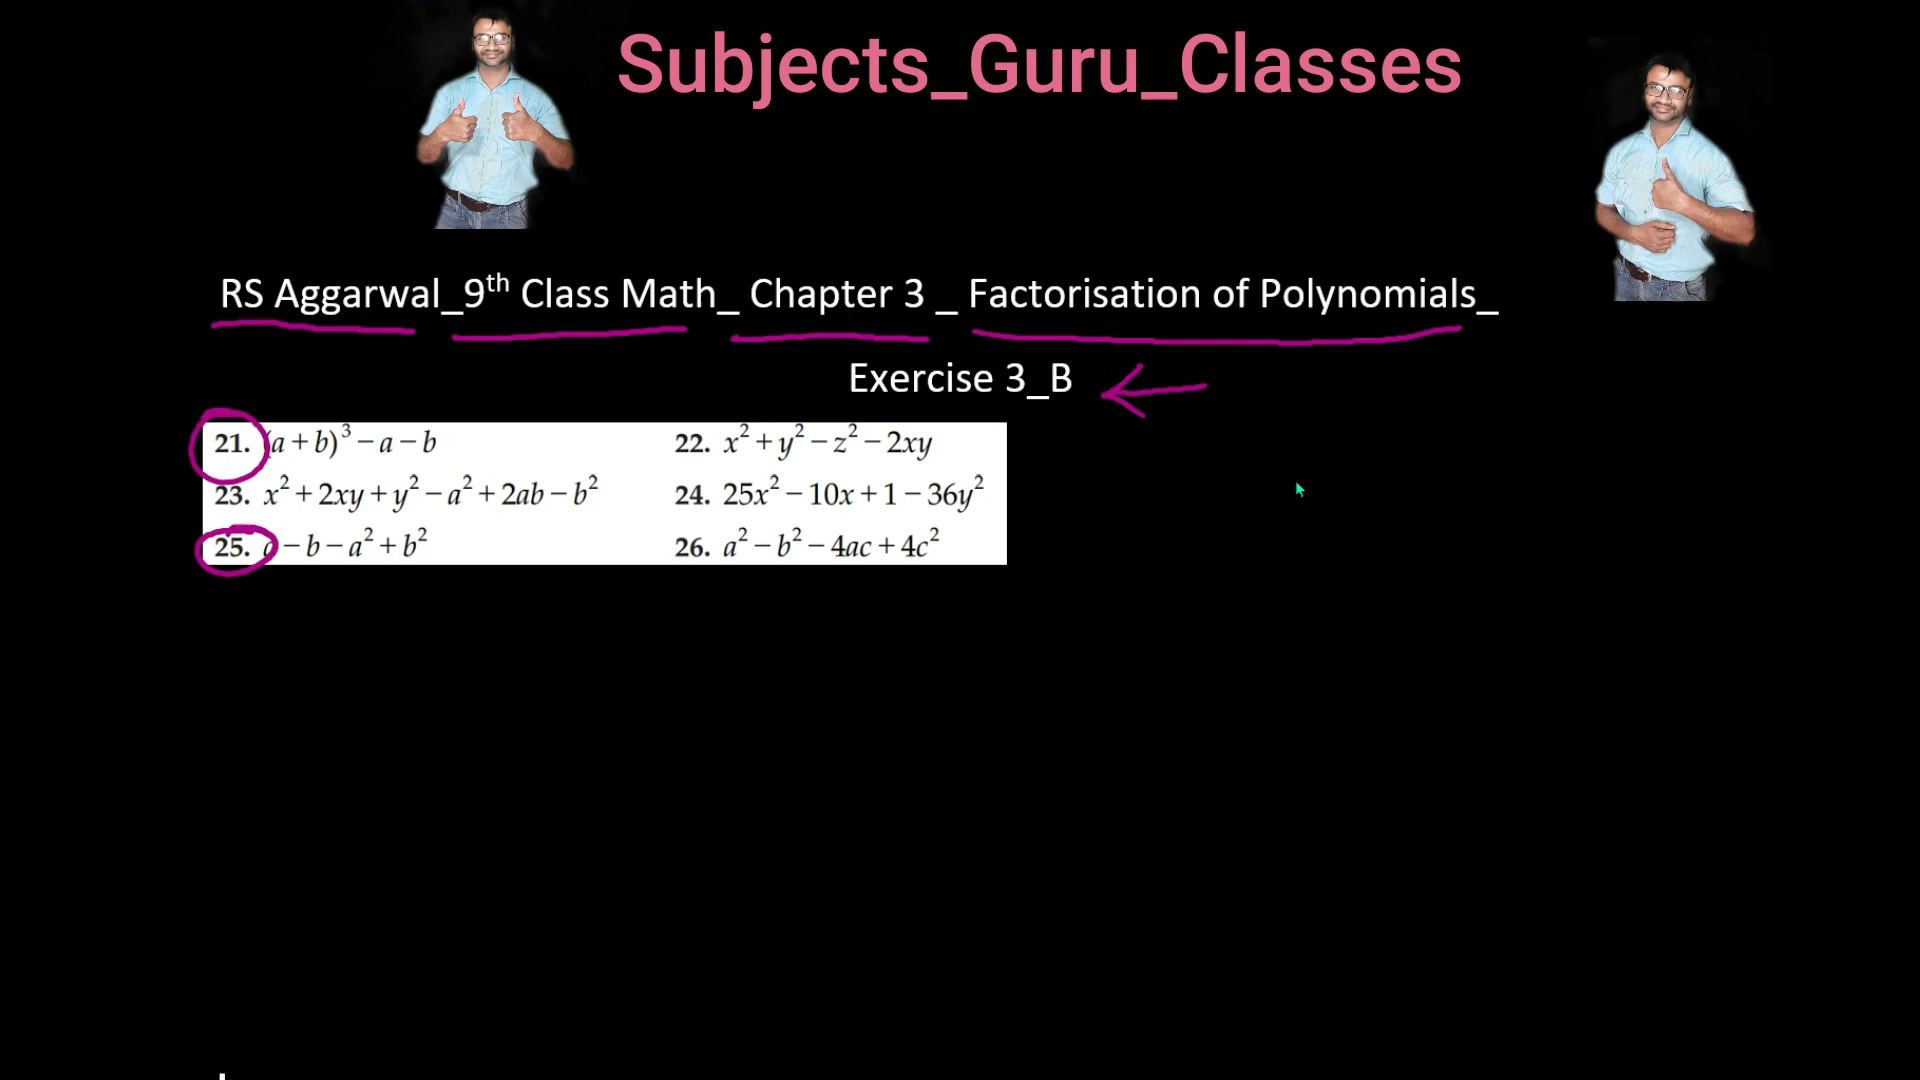 Subjects_Guru_Classes
RS Aggarwal_9th Class Math_ Chapter 3 _ Factorisation of Polynomials_
Exercise 3_B
21. (a + b)³ − a − b
22. x² + y² − z² − 2xy
23. x² + 2xy + y² − a² + 2ab − b²
24. 25x² − 10x + 1 − 36y²
25. a − b − a² + b²
26. a² − b² − 4ac + 4c²